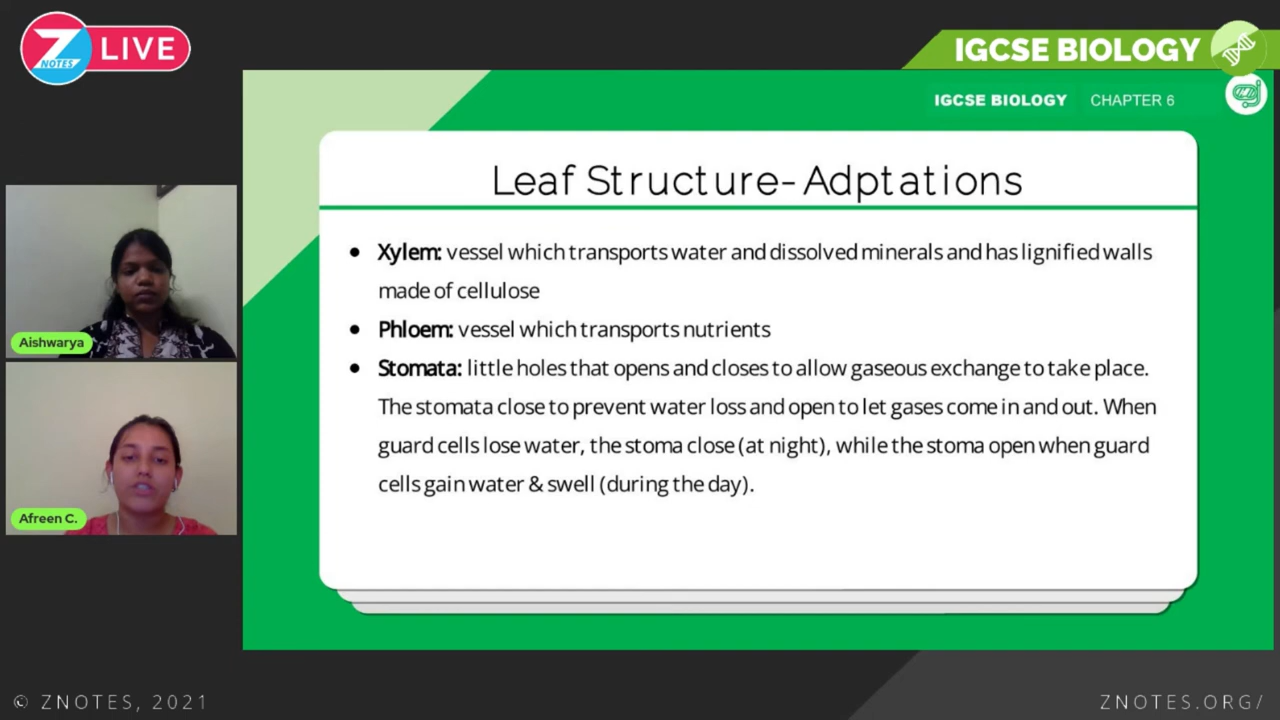 Z NOTES LIVE
IGCSE BIOLOGY
IGCSE BIOLOGY CHAPTER 6
Leaf Structure- Adptations
• Xylem: vessel which transports water and dissolved minerals and has lignified walls
made of cellulose
• Phloem: vessel which transports nutrients
• Stomata: little holes that opens and closes to allow gaseous exchange to take place.
The stomata close to prevent water loss and open to let gases come in and out. When
guard cells lose water, the stoma close (at night), while the stoma open when guard
cells gain water & swell (during the day).
Aishwarya
Afreen C.
© ZNOTES, 2021
ZNOTES.ORG/